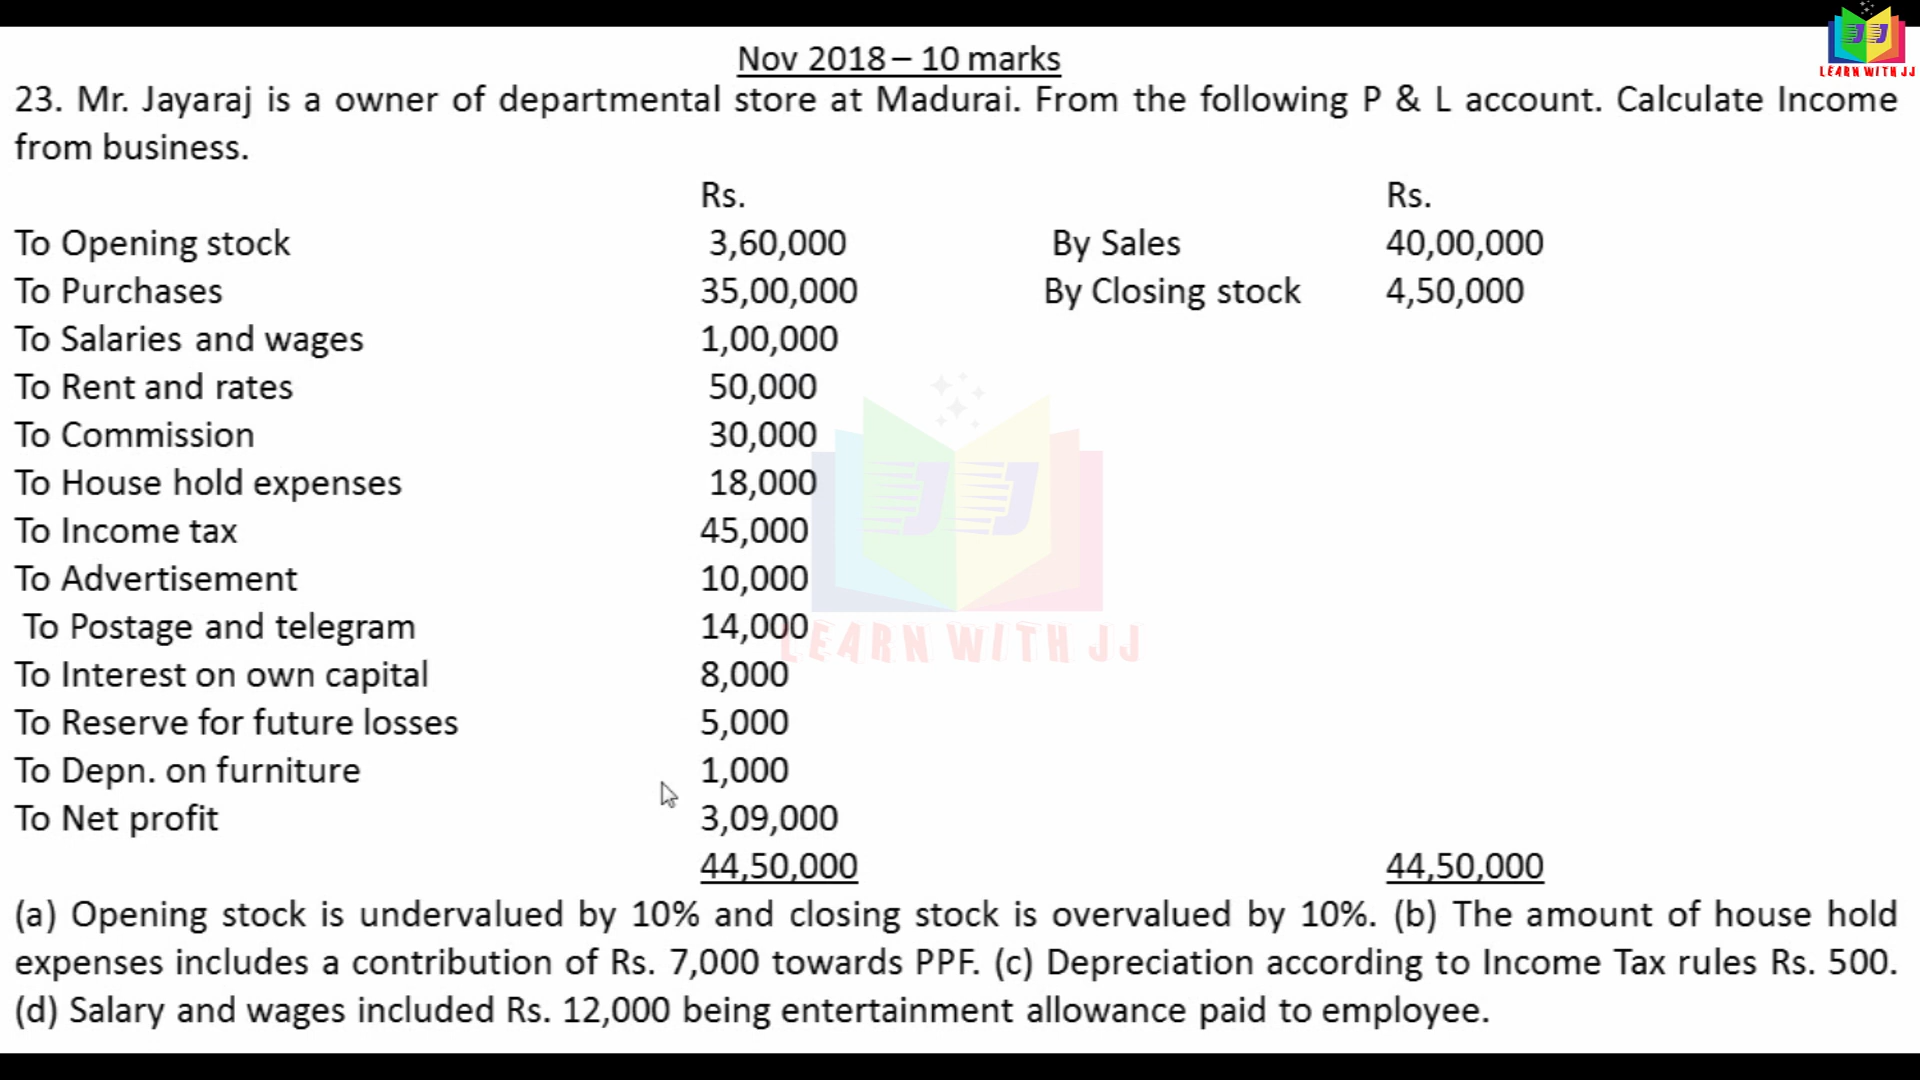 Nov 2018 – 10 marks
LEARN WITH JJ
23. Mr. Jayaraj is a owner of departmental store at Madurai. From the following P & L account. Calculate Income
from business.
Rs. Rs.
To Opening stock 3,60,000 By Sales 40,00,000
To Purchases 35,00,000 By Closing stock 4,50,000
To Salaries and wages 1,00,000
To Rent and rates 50,000
To Commission 30,000
To House hold expenses 18,000
To Income tax 45,000
To Advertisement 10,000
To Postage and telegram 14,000
LEARN WITH JJ
To Interest on own capital 8,000
To Reserve for future losses 5,000
To Depn. on furniture 1,000
To Net profit 3,09,000
44,50,000 44,50,000
(a) Opening stock is undervalued by 10% and closing stock is overvalued by 10%. (b) The amount of house hold
expenses includes a contribution of Rs. 7,000 towards PPF. (c) Depreciation according to Income Tax rules Rs. 500.
(d) Salary and wages included Rs. 12,000 being entertainment allowance paid to employee.